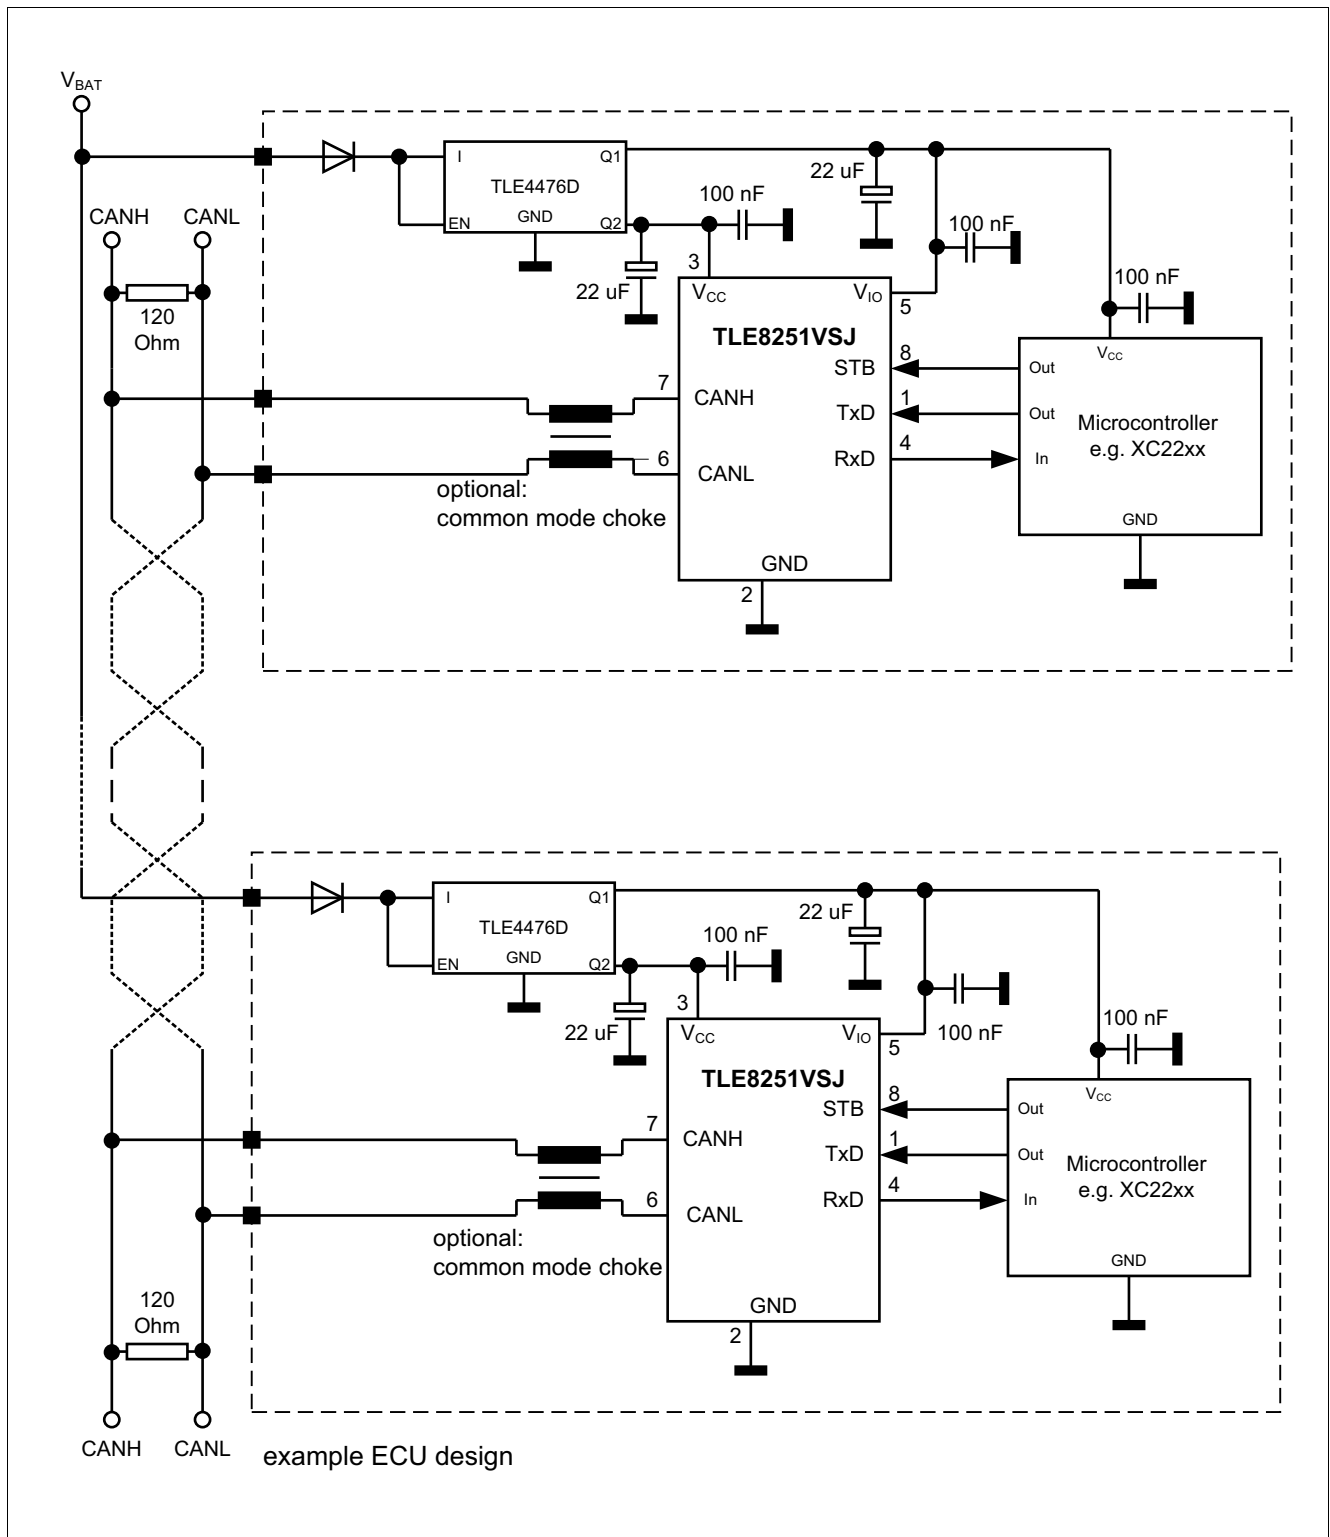 VBAT
CANH
CANL
120
Ohm
I
Q1
TLE4476D
GND
EN
Q2
22 uF
100 nF
22 uF
100 nF
100 nF
3
VCC
VIO
5
TLE8251VSJ
STB
8
7
CANH
TxD
1
RxD
4
6
CANL
GND
2
VCC
Out
Out
Microcontroller
e.g. XC22xx
In
GND
optional:
common mode choke
I
Q1
TLE4476D
GND
EN
Q2
22 uF
100 nF
22 uF
100 nF
100 nF
3
VCC
VIO
5
TLE8251VSJ
STB
8
7
CANH
TxD
1
RxD
4
6
CANL
GND
2
VCC
Out
Out
Microcontroller
e.g. XC22xx
In
GND
optional:
common mode choke
120
Ohm
CANH
CANL
example ECU design